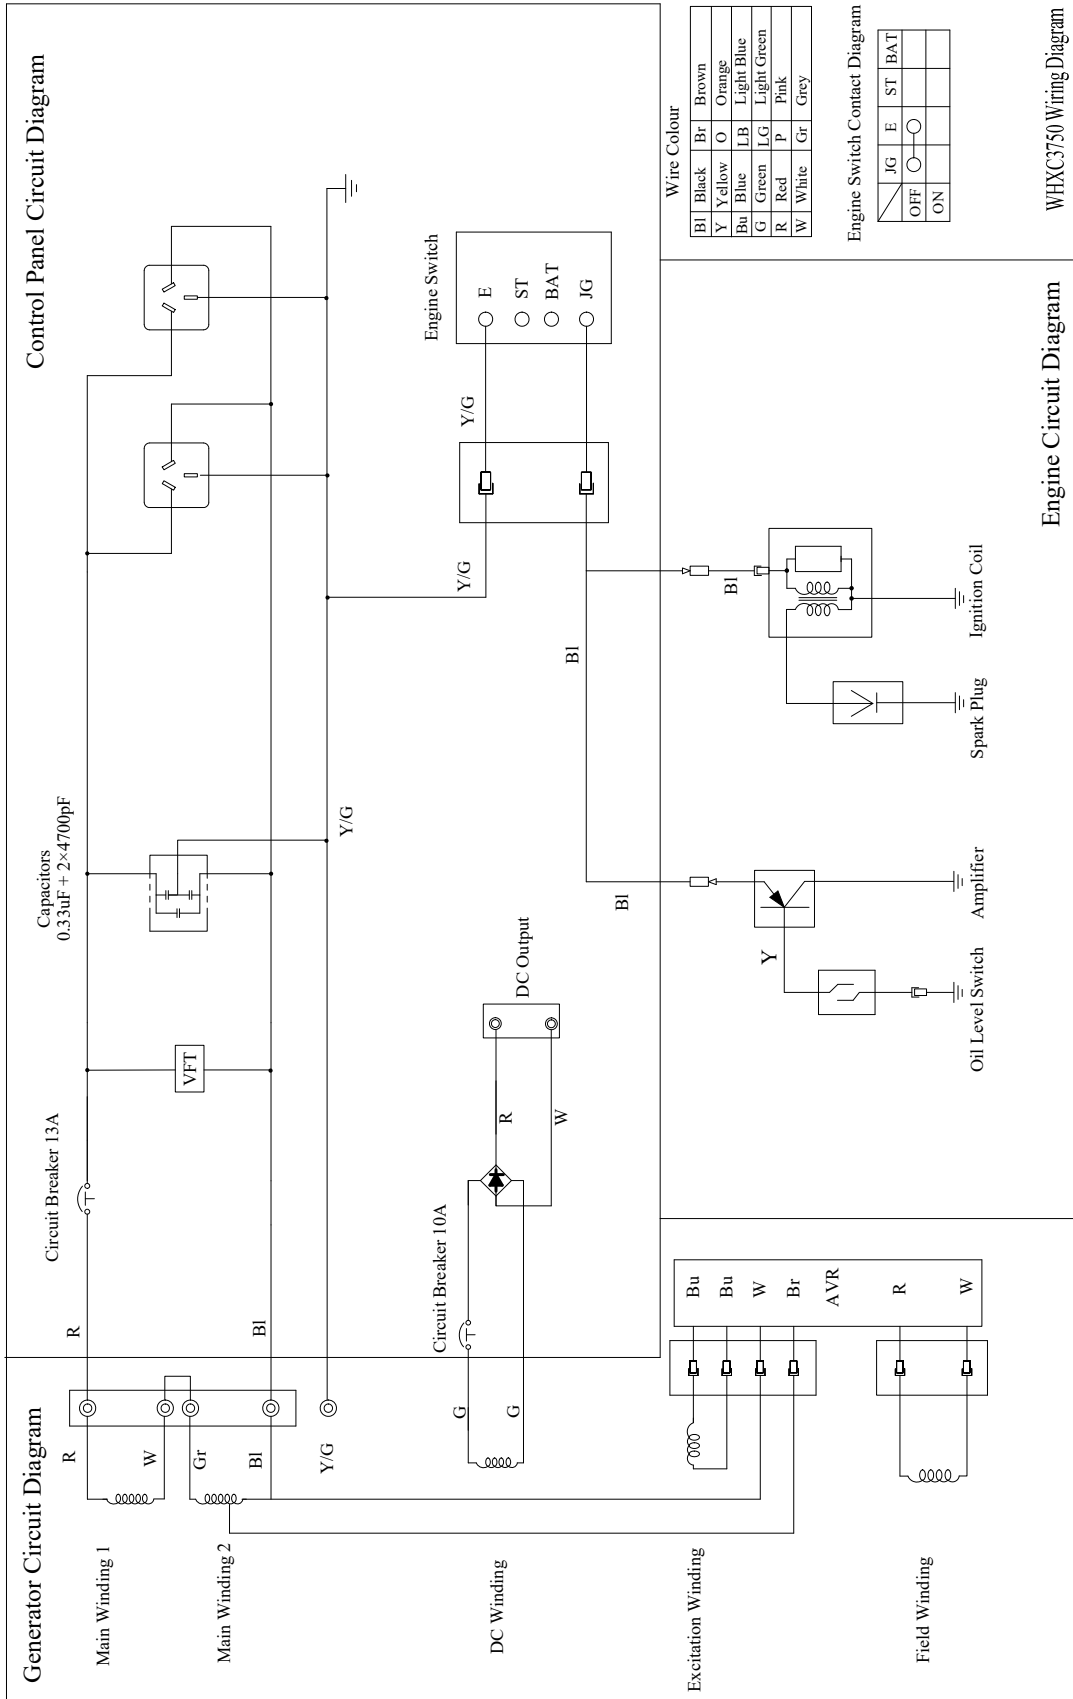 Generator Circuit Diagram
Main Winding 1
Main Winding 2
DC Winding
Excitation Winding
Field Winding
R
W
Gr
Bl
Y/G
G
G
R
Bl
Bu
Bu
W
Br
AVR
R
W
Control Panel Circuit Diagram
Circuit Breaker 13A
VFT
Capacitors
0.33uF + 2×4700pF
Y/G
Circuit Breaker 10A
R
W
DC Output
Y/G
Y/G
Engine Switch
E
ST
BAT
JG
Bl
Bl
Bl
Y
Oil Level Switch
Amplifier
Spark Plug
Ignition Coil
Engine Circuit Diagram
Wire Colour
Bl Black Br Brown
Y Yellow O Orange
Bu Blue LB Light Blue
G Green LG Light Green
R Red P Pink
W White Gr Grey
Engine Switch Contact Diagram
JG E ST BAT
OFF
ON
WHXC3750 Wiring Diagram